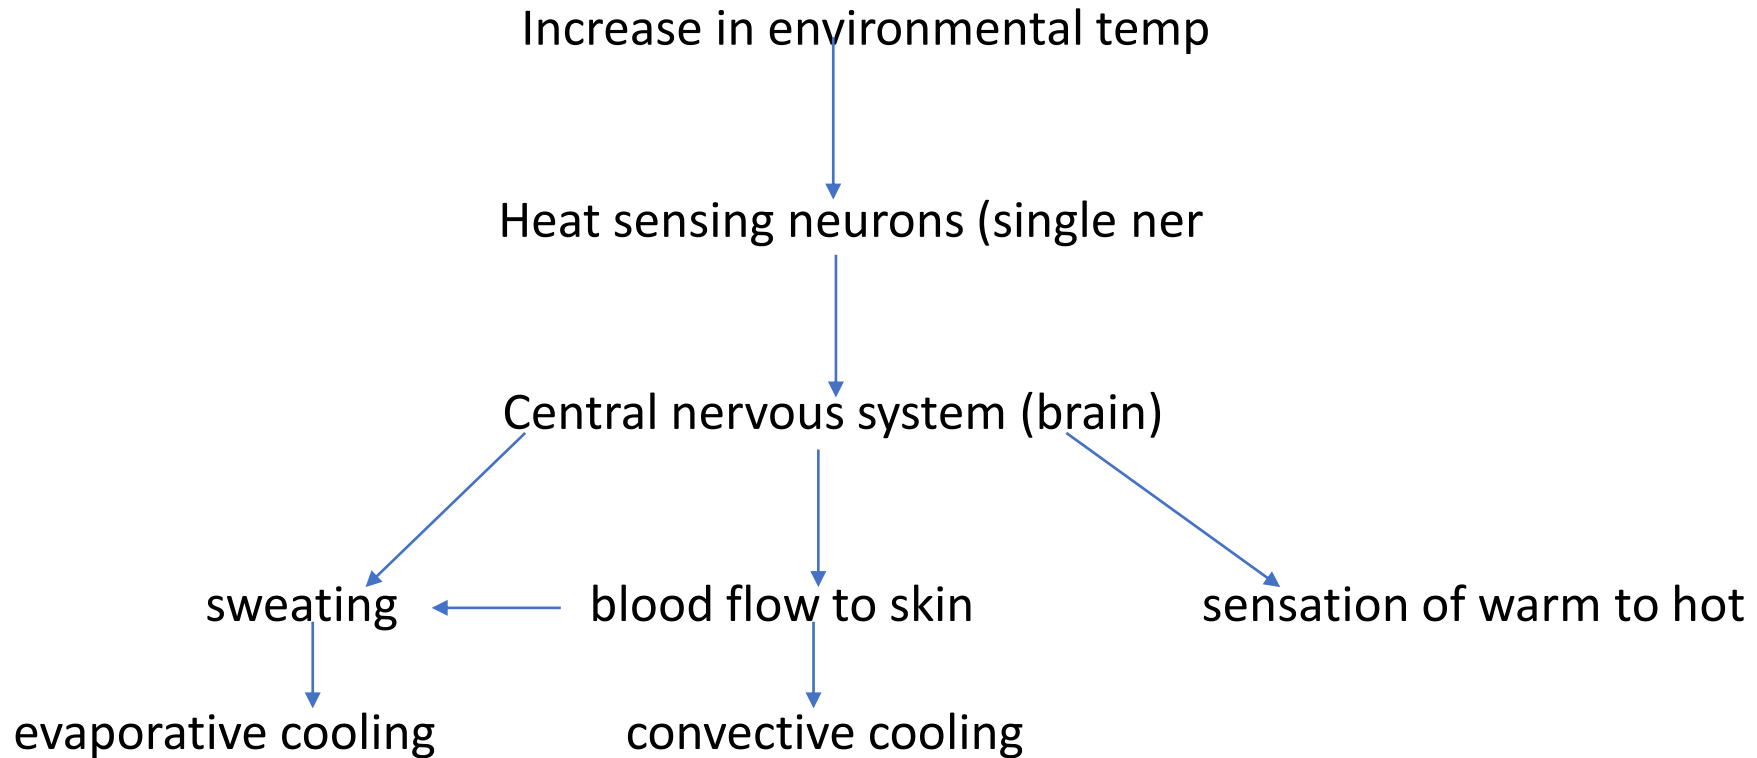 Increase in environmental temp
Heat sensing neurons (single ner
Central nervous system (brain)
sweating blood flow to skin sensation of warm to hot
evaporative cooling convective cooling